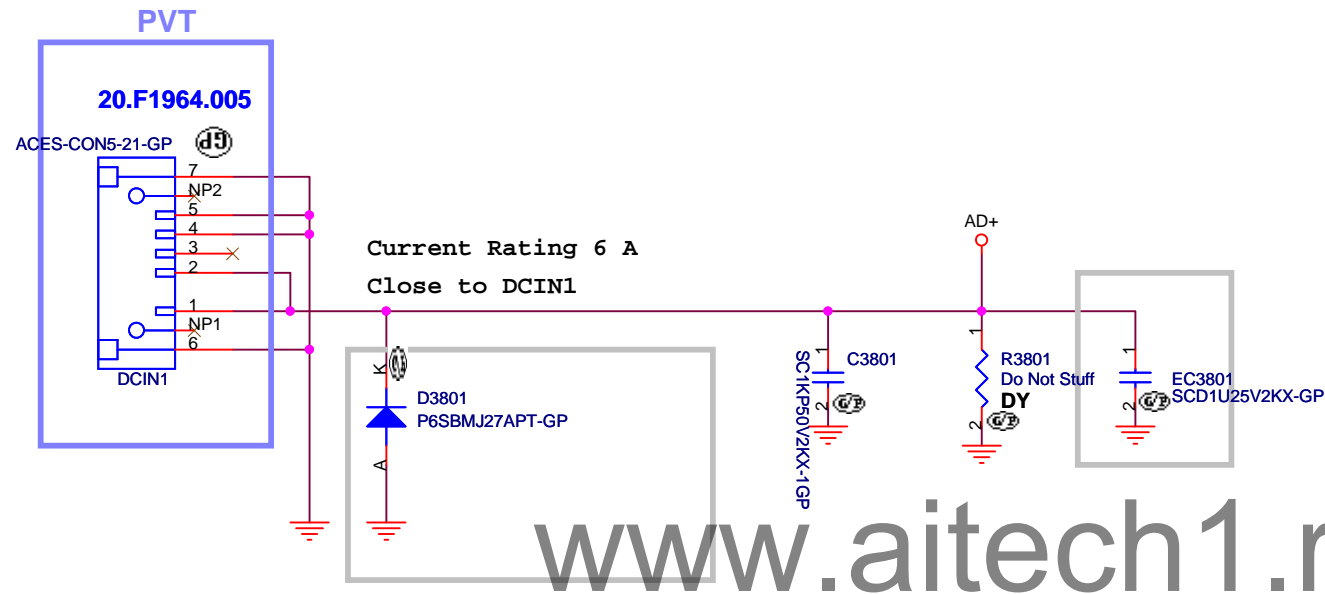 PVT
20.F1964.005
ACES-CON5-21-GP
GP
7
NP2
5
4
3
2
1
NP1
6
DCIN1
Current Rating 6 A
Close to DCIN1
K
D3801
P6SBMJ27APT-GP
A
AD+
1
C3801
SC1KP50V2KX-1GP
2
G/P
1
R3801
Do Not Stuff
DY
2
G/P
1
EC3801
SCD1U25V2KX-GP
2
G/P
www.aitech1.r